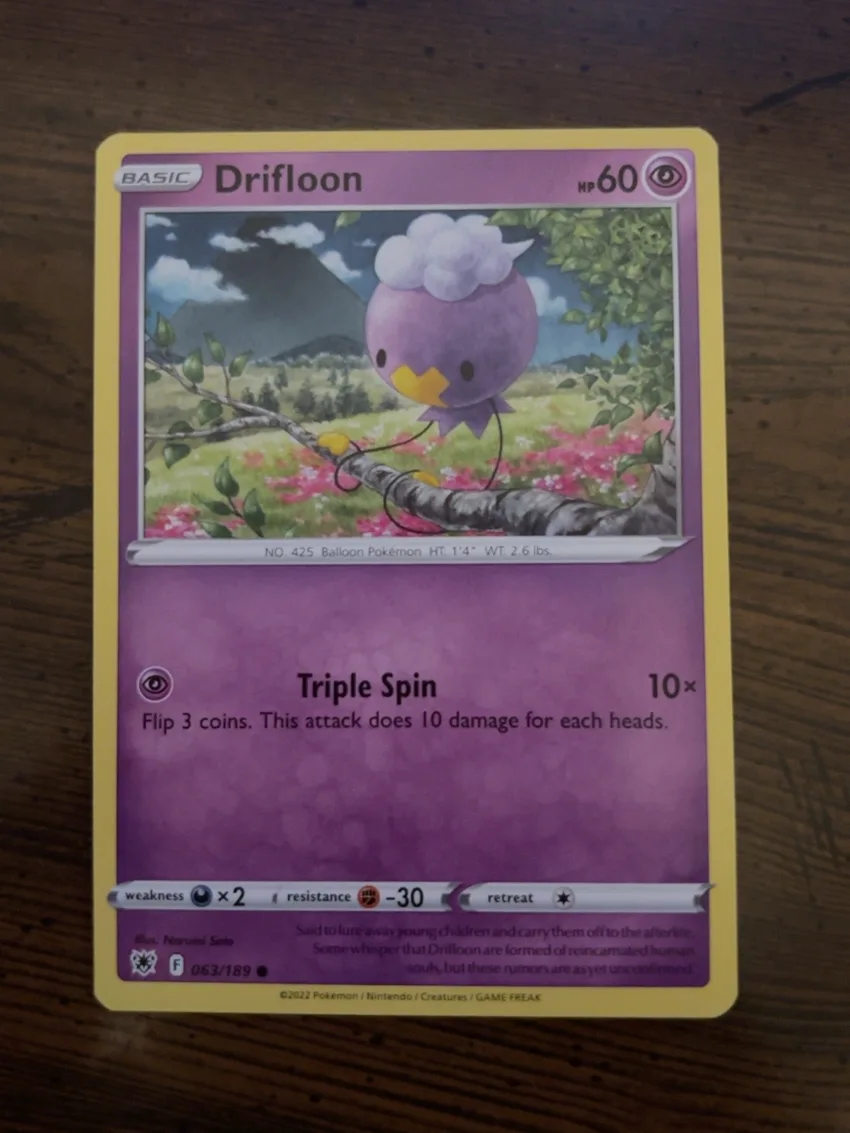 BASIC Drifloon HP 60
NO. 425 Balloon Pokémon HT. 1'4" WT. 2.6 lbs.
Triple Spin 10×
Flip 3 coins. This attack does 10 damage for each heads.
weakness ×2 resistance -30 retreat
Said to lure away young children and carry them off to the afterlife.
Illus. Narumi Sato
Some whisper that Drifloon are formed of reincarnated human
F 063/189
souls, but these rumors are as yet unconfirmed.
©2022 Pokémon / Nintendo / Creatures / GAME FREAK